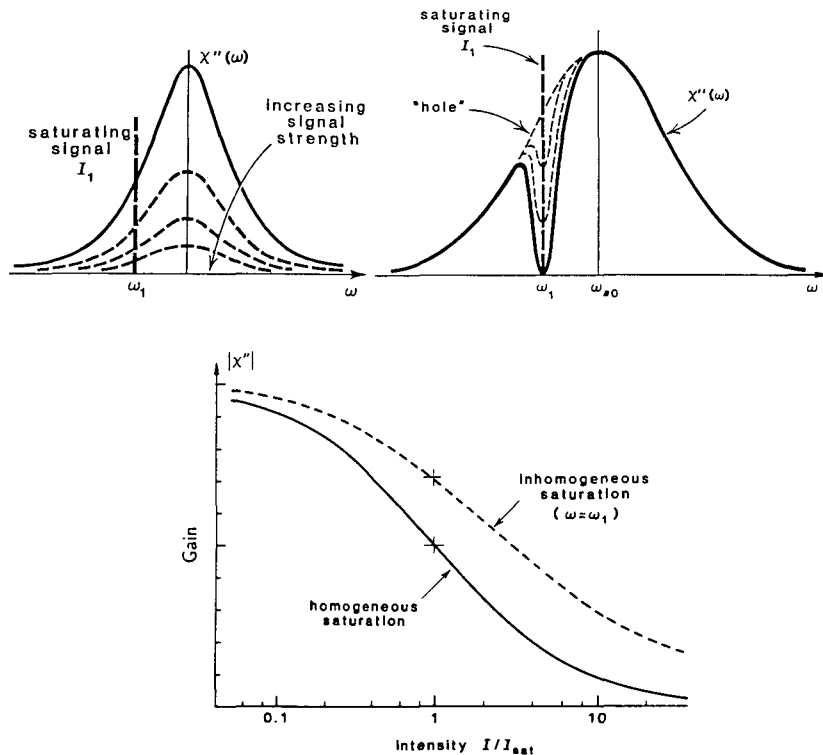 χ''(ω)
increasing
signal
strength
saturating
signal
I₁
ω₁
ω
saturating
signal
I₁
"hole"
χ''(ω)
ω₁
ωₐ₀
ω
|χ''|
Gain
inhomogeneous
saturation
( ω=ω₁ )
homogeneous
saturation
0.1
1
10
Intensity I/Iₛₐₜ